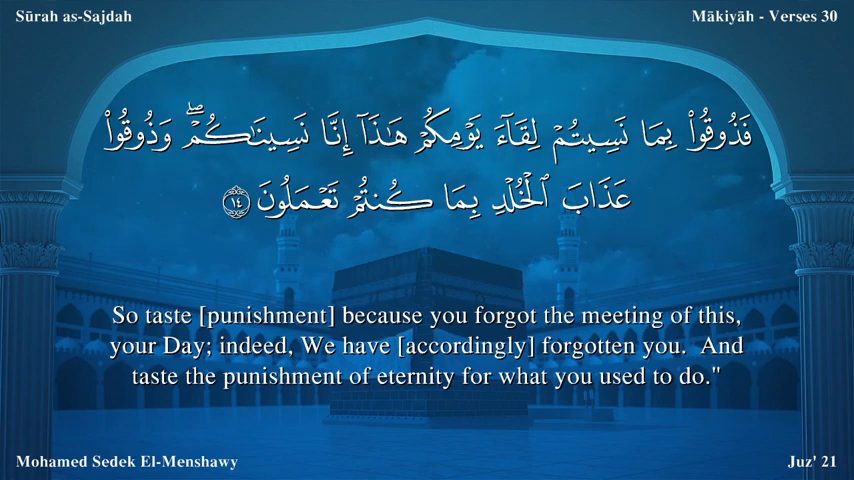 Sūrah as-Sajdah
Mākiyāh - Verses 30
فَذُوقُوا۟ بِمَا نَسِيتُمْ لِقَآءَ يَوْمِكُمْ هَـٰذَآ إِنَّا نَسِينَـٰكُمْ ۖ وَذُوقُوا۟
عَذَابَ ٱلْخُلْدِ بِمَا كُنتُمْ تَعْمَلُونَ ١٤
So taste [punishment] because you forgot the meeting of this,
your Day; indeed, We have [accordingly] forgotten you.  And
taste the punishment of eternity for what you used to do."
Mohamed Sedek El-Menshawy
Juz' 21